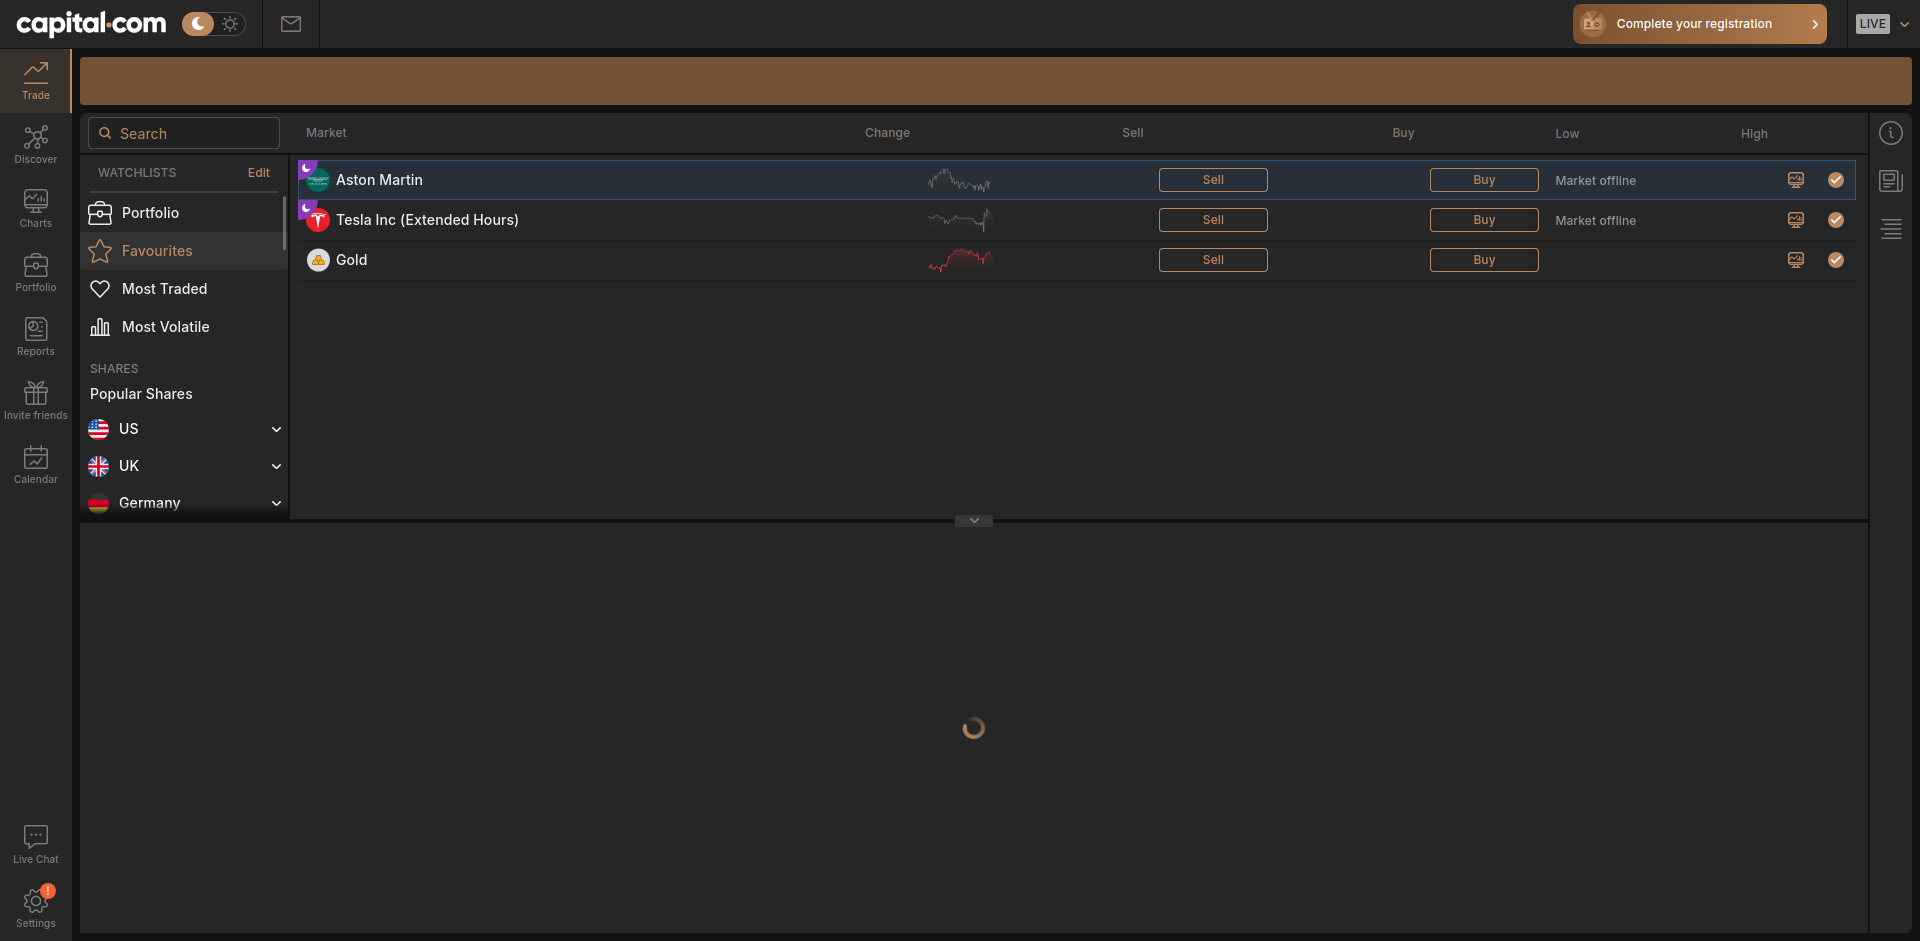 capital.com
Complete your registration
LIVE
Trade
Discover
Charts
Portfolio
Reports
Invite friends
Calendar
Live Chat
!
Settings
Search
WATCHLISTS
Edit
Portfolio
Favourites
Most Traded
Most Volatile
SHARES
Popular Shares
US
UK
Germany
Market Change Sell Buy Low High
Aston Martin Sell Buy Market offline
Tesla Inc (Extended Hours) Sell Buy Market offline
Gold Sell Buy